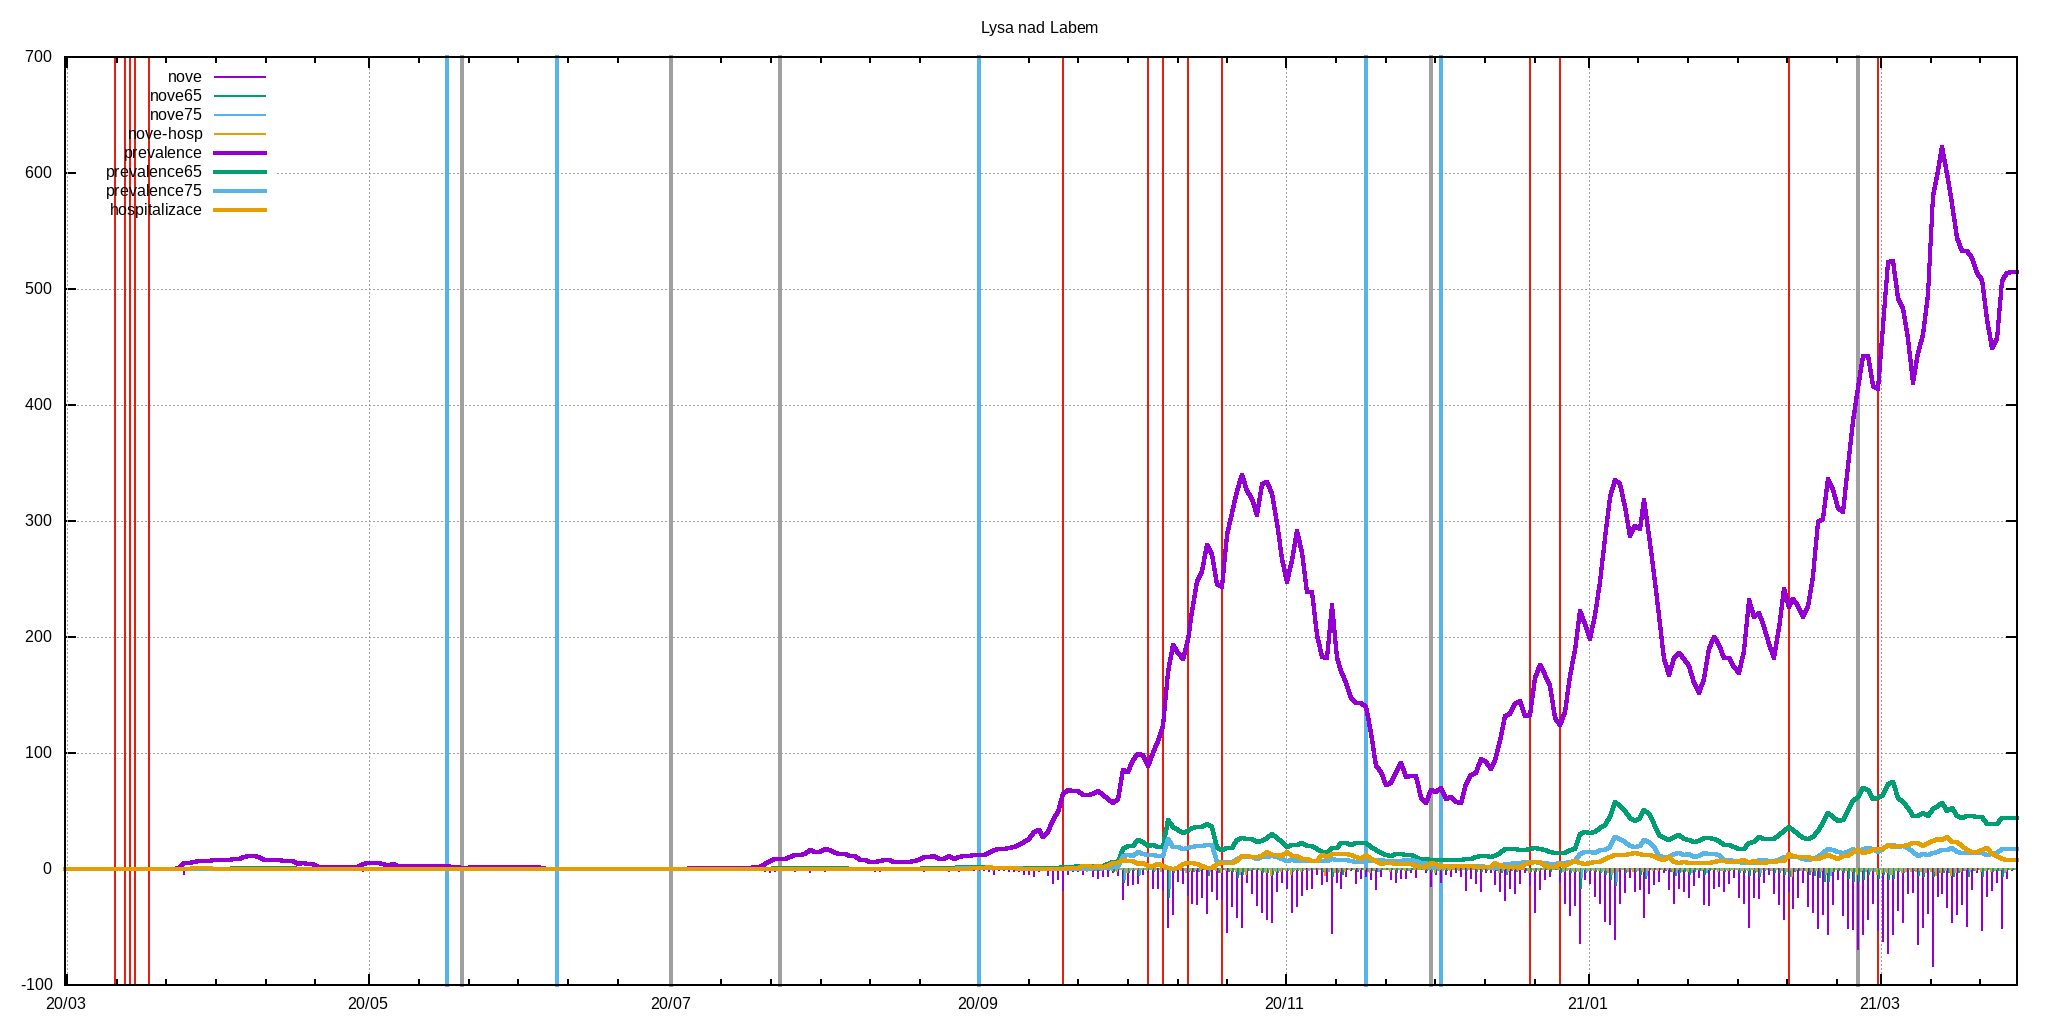 Lysa nad Labem
700
600
500
400
300
200
100
0
-100
nove
nove65
nove75
nove-hosp
prevalence
prevalence65
prevalence75
hospitalizace
20/03
20/05
20/07
20/09
20/11
21/01
21/03